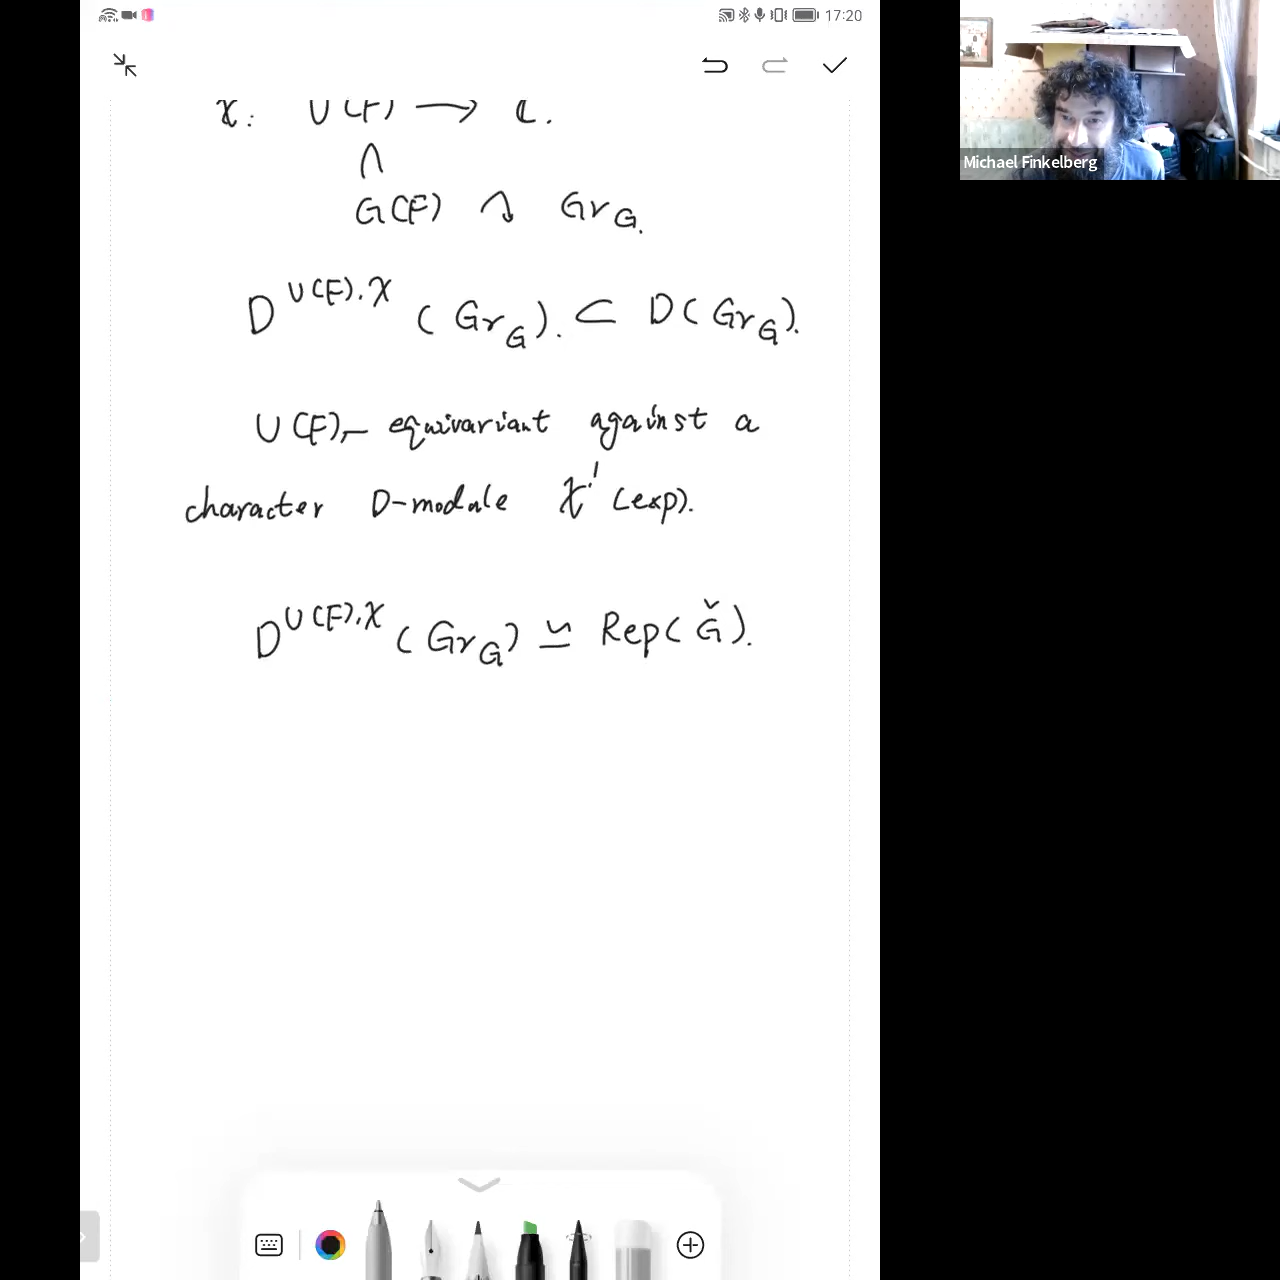 17:20
χ: U(F) ⟶ ℂ.
∩
G(F) ↷ Gr_G.
D^{U(F),χ} (Gr_G). ⊂ D(Gr_G).
U(F)- equivariant against a
character D-module χ^! (exp).
D^{U(F),χ} (Gr_G) ≃ Rep(Ǧ).
Michael Finkelberg